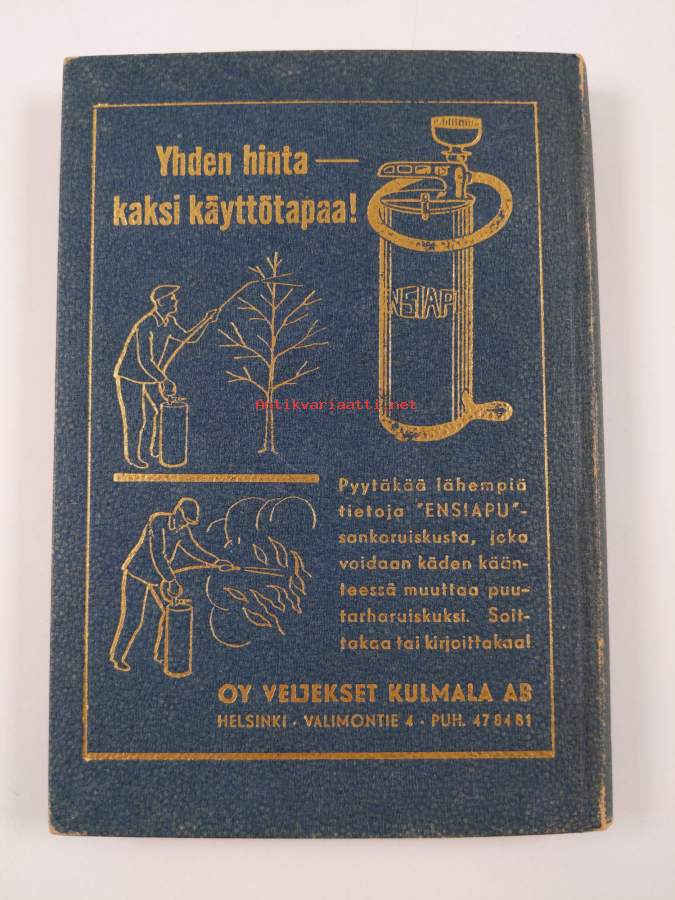 Yhden hinta —
kaksi käyttötapaa!
ENSIAP
Antikvariaatti.net
Pyytäkää lähempiä
tietoja "ENSIAPU"-
sankoruiskusta, joka
voidaan käden kään-
teessä muuttaa puu-
tarharuiskuksi. Soit-
takaa tai kirjoittakaa!
OY VELJEKSET KULMALA AB
HELSINKI - VALIMONTIE 4 - PUH. 47 84 81